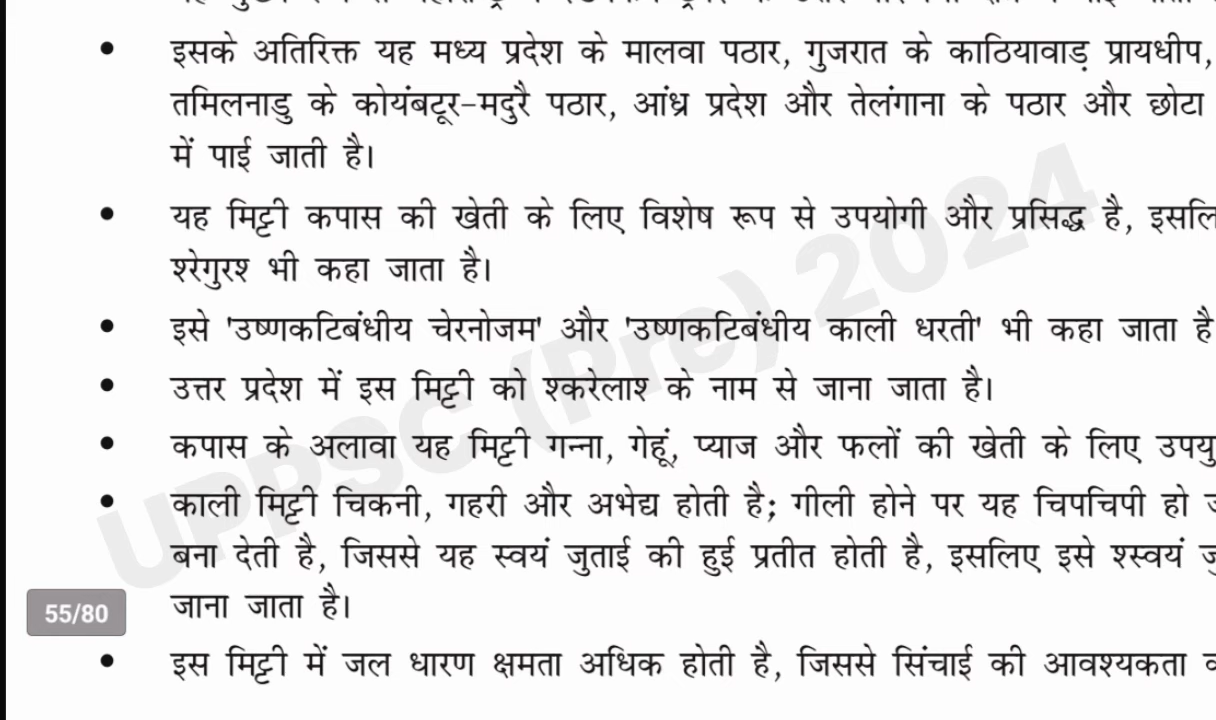 इसके अतिरिक्त यह मध्य प्रदेश के मालवा पठार, गुजरात के काठियावाड़ प्रायधीप,
तमिलनाडु के कोयंबटूर-मदुरै पठार, आंध्र प्रदेश और तेलंगाना के पठार और छोटा
में पाई जाती है।
यह मिट्टी कपास की खेती के लिए विशेष रूप से उपयोगी और प्रसिद्ध है,
श्रेगुरश भी कहा जाता है।
इसे 'उष्णकटिबंधीय चेरनोजम' और 'उष्णकटिबंधीय काली धरती' भी कहा जाता है
उत्तर प्रदेश में इस मिट्टी को श्करेलाश के नाम से जाना जाता है।
कपास के अलावा यह मिट्टी गन्ना, गेहूं, प्याज और फलों की खेती के लिए
काली मिट्टी चिकनी, गहरी और अभेद्य होती है; गीली होने पर यह चिपचिपी हो
बना देती है, जिससे यह स्वयं जुताई की हुई प्रतीत होती है, इसलिए इसे श्स्वयं
जाना जाता है।
इस मिट्टी में जल धारण क्षमता अधिक होती है, जिससे सिंचाई की आवश्यकता
UPPSC (Pre) 2024
55/80